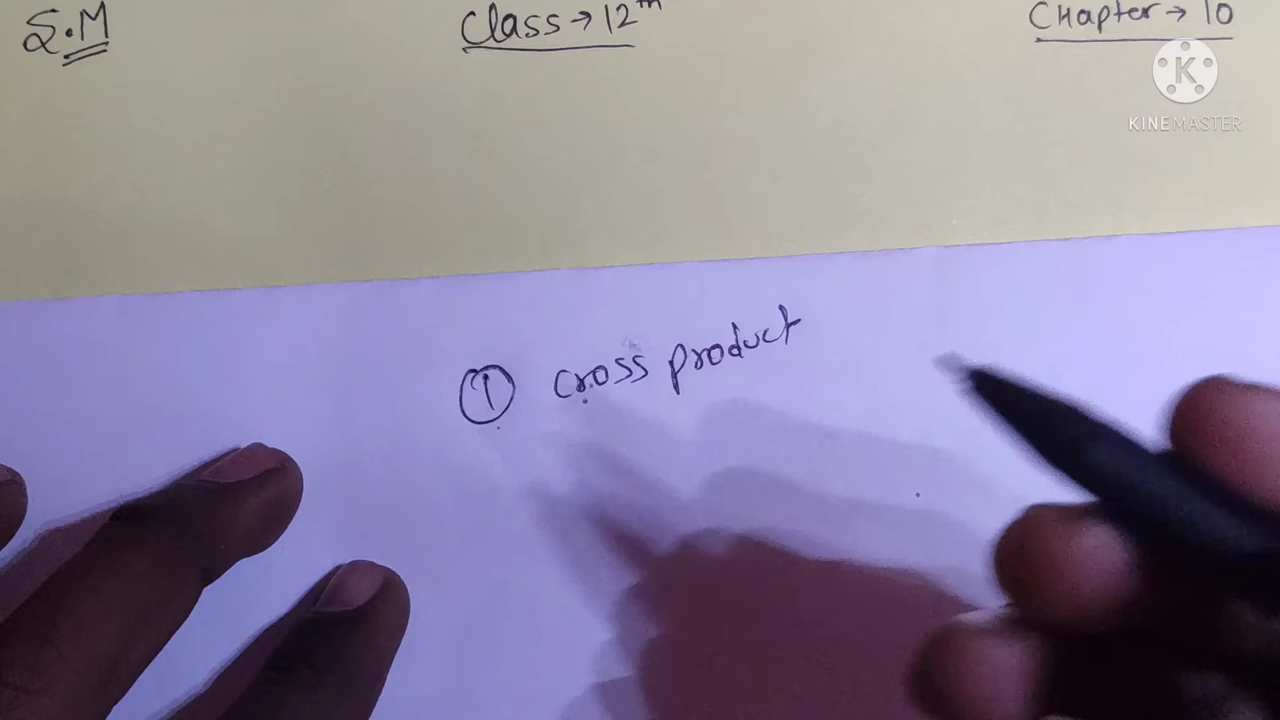 S.M
Class→12th
Chapter→10
KINEMASTER
① cross product